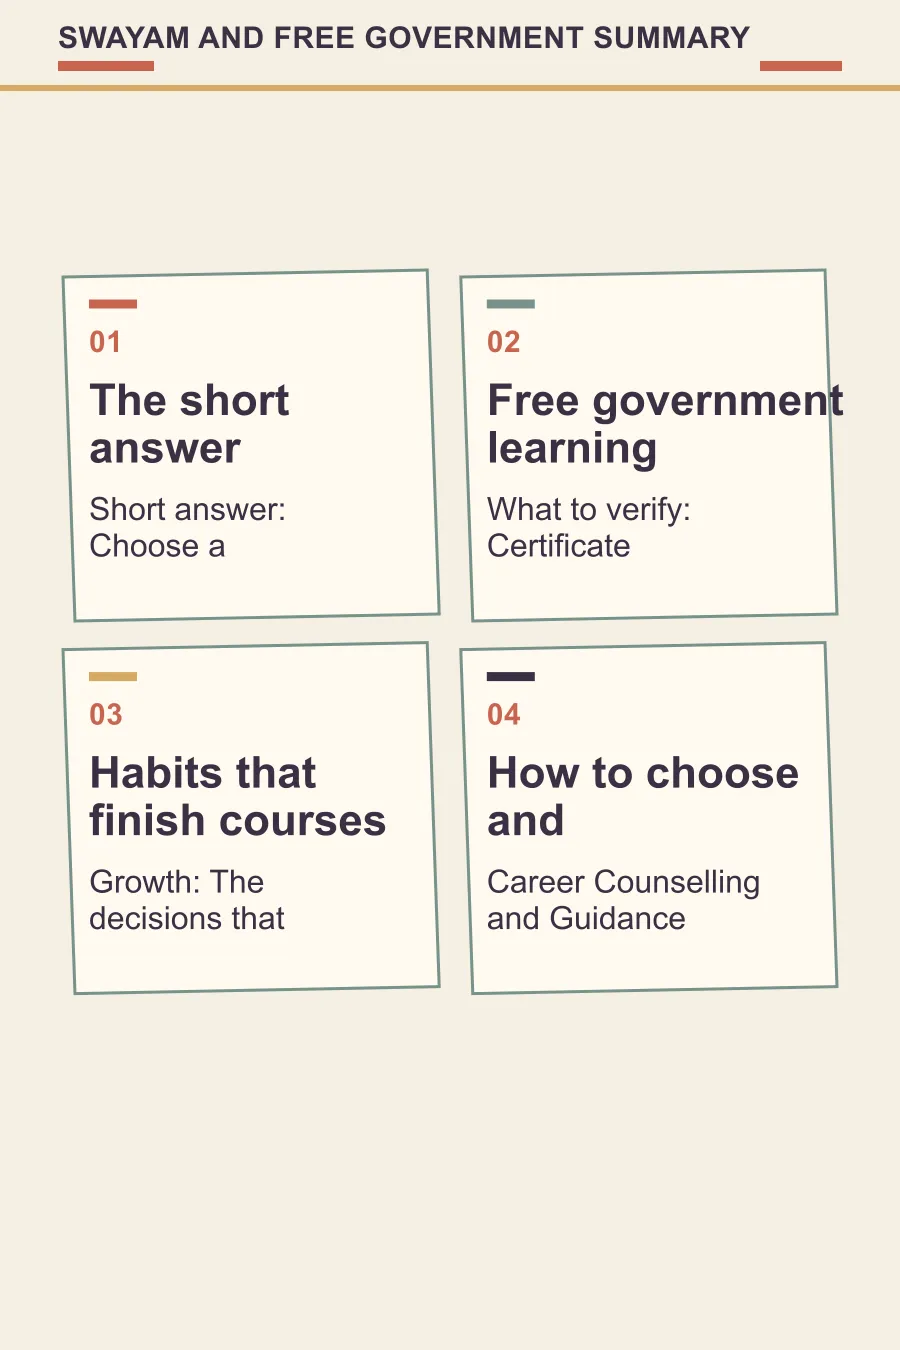 SWAYAM AND FREE GOVERNMENT SUMMARY
01
The short
answer
Short answer:
Choose a
02
Free government
learning
What to verify:
Certificate
03
Habits that
finish courses
Growth: The
decisions that
04
How to choose
and
Career Counselling
and Guidance